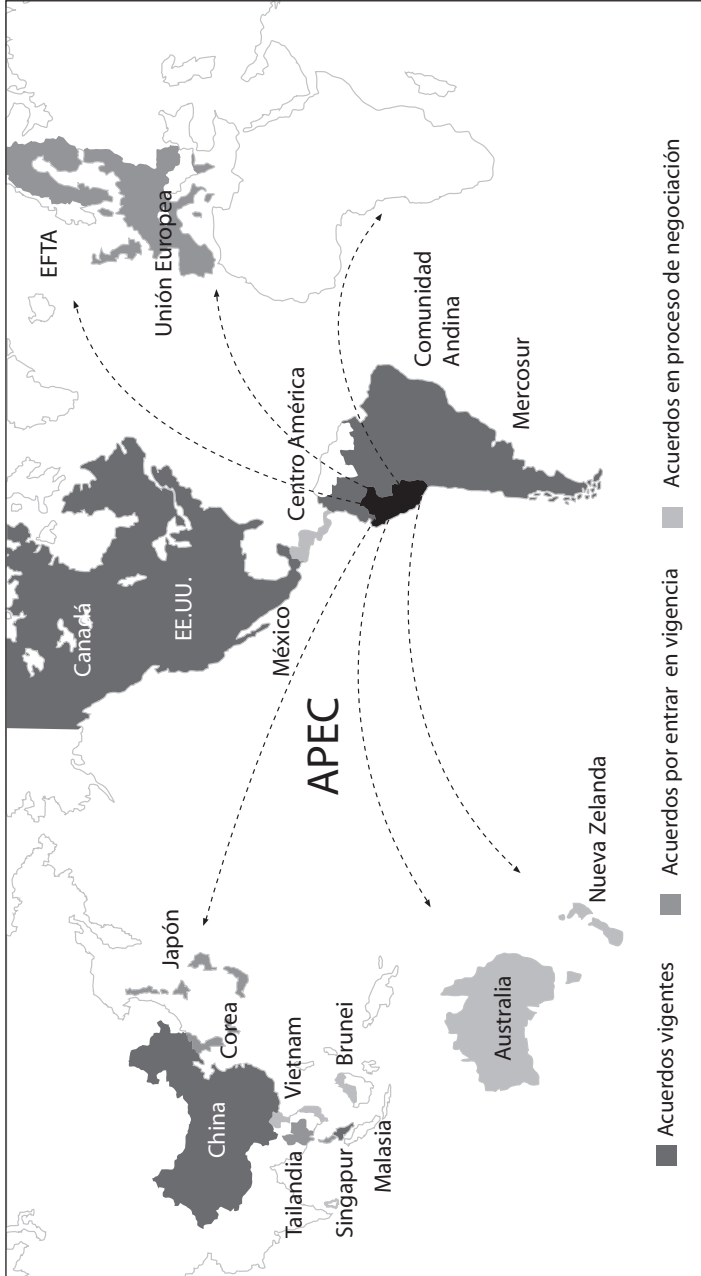 Canadá
EE.UU.
México
Centro América
EFTA
Unión Europea
APEC
Comunidad
Andina
Mercosur
China
Japón
Corea
Vietnam
Tailandia
Brunei
Singapur
Malasia
Australia
Nueva Zelanda
Acuerdos vigentes
Acuerdos por entrar en vigencia
Acuerdos en proceso de negociación